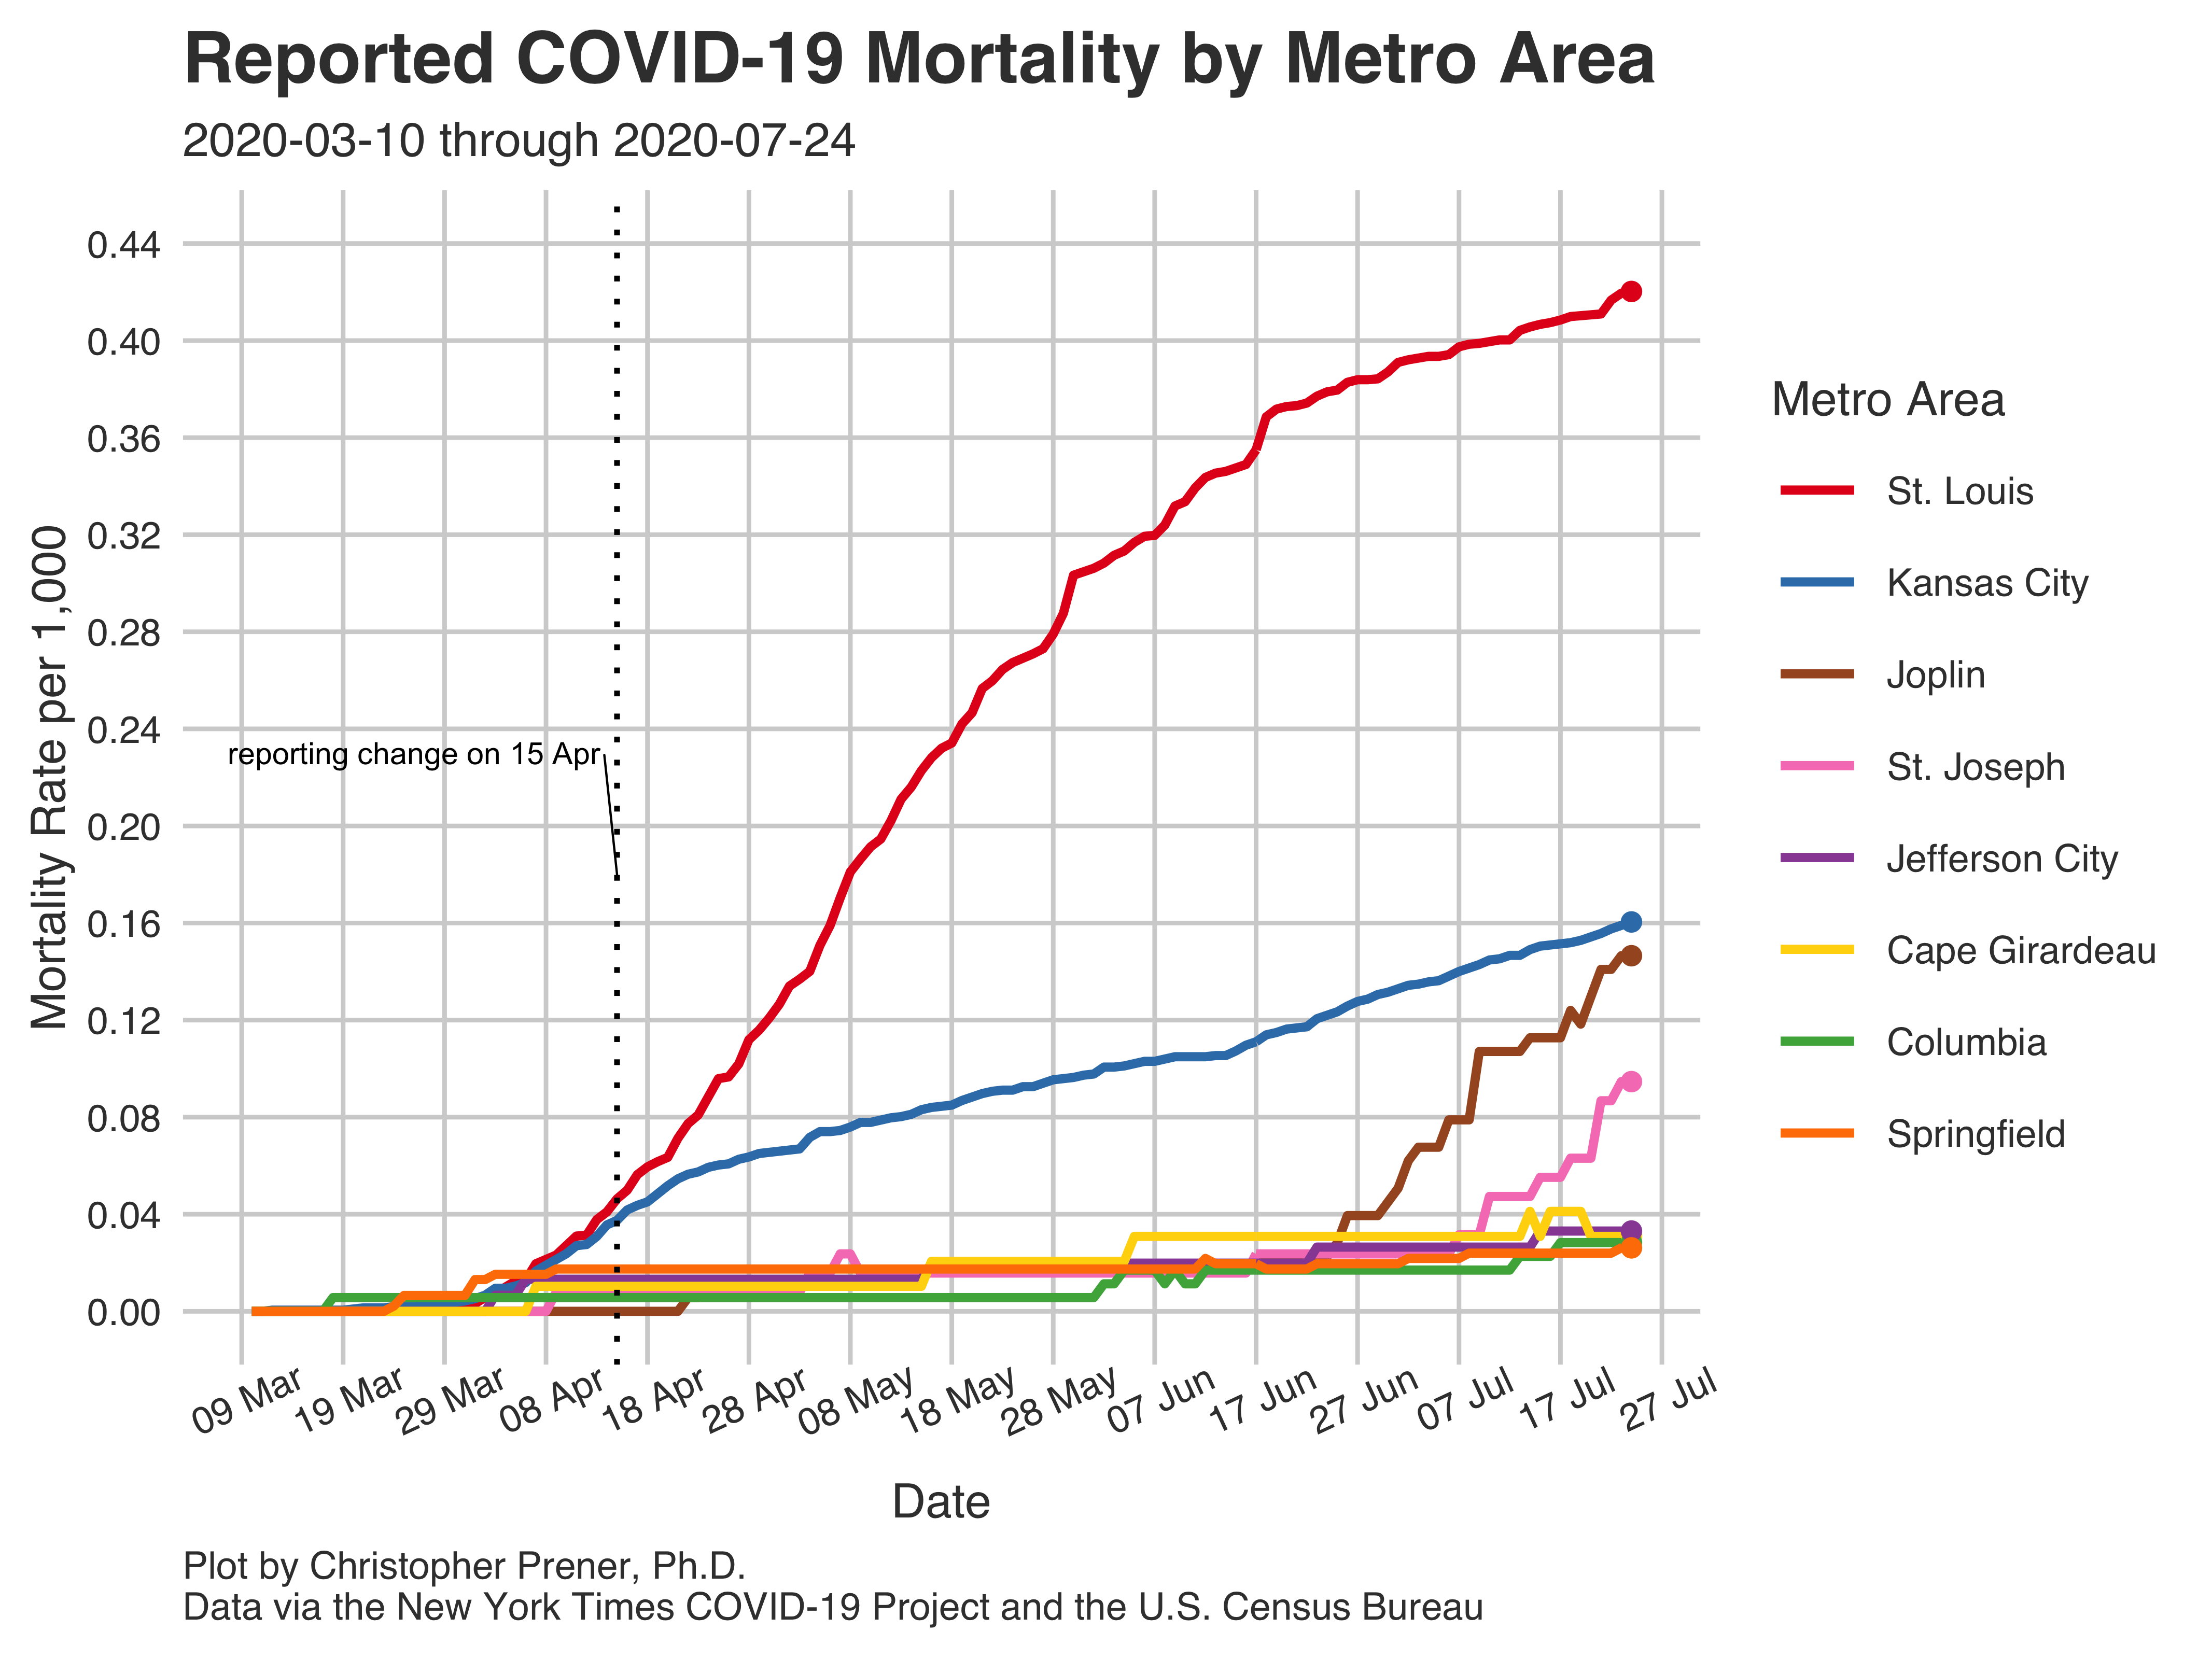 Reported COVID-19 Mortality by Metro Area
2020-03-10 through 2020-07-24
Mortality Rate per 1,000
0.44
0.40
0.36
0.32
0.28
0.24
0.20
0.16
0.12
0.08
0.04
0.00
reporting change on 15 Apr
09 Mar
19 Mar
29 Mar
08 Apr
18 Apr
28 Apr
08 May
18 May
28 May
07 Jun
17 Jun
27 Jun
07 Jul
17 Jul
27 Jul
Date
Metro Area
St. Louis
Kansas City
Joplin
St. Joseph
Jefferson City
Cape Girardeau
Columbia
Springfield
Plot by Christopher Prener, Ph.D.
Data via the New York Times COVID-19 Project and the U.S. Census Bureau